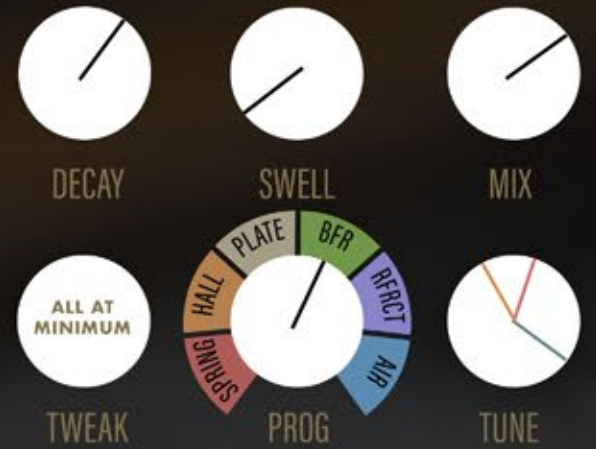 DECAY
SWELL
MIX
PLATE
BFR
HALL
RFRCT
SPRING
AIR
ALL AT
MINIMUM
TWEAK
PROG
TUNE